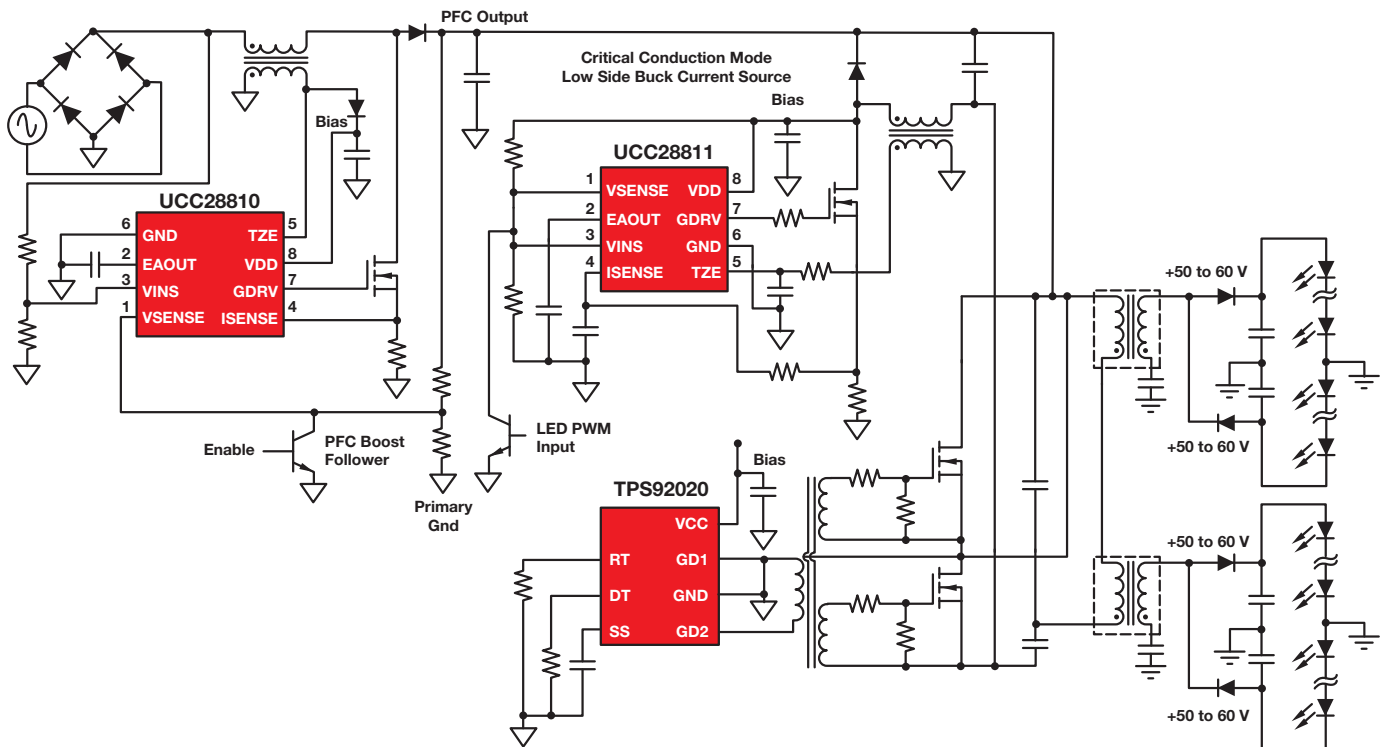 PFC Output
Critical Conduction Mode
Low Side Buck Current Source
Bias
Bias
UCC28810
6
GND
2
EAOUT
3
VINS
1
VSENSE
TZE
5
VDD
8
GDRV
7
ISENSE
4
UCC28811
1
VSENSE
2
EAOUT
3
VINS
4
ISENSE
VDD
8
GDRV
7
GND
6
TZE
5
Enable
PFC Boost
Follower
Primary
Gnd
LED PWM
Input
Bias
TPS92020
VCC
RT
GD1
DT
GND
SS
GD2
+50 to 60 V
+50 to 60 V
+50 to 60 V
+50 to 60 V